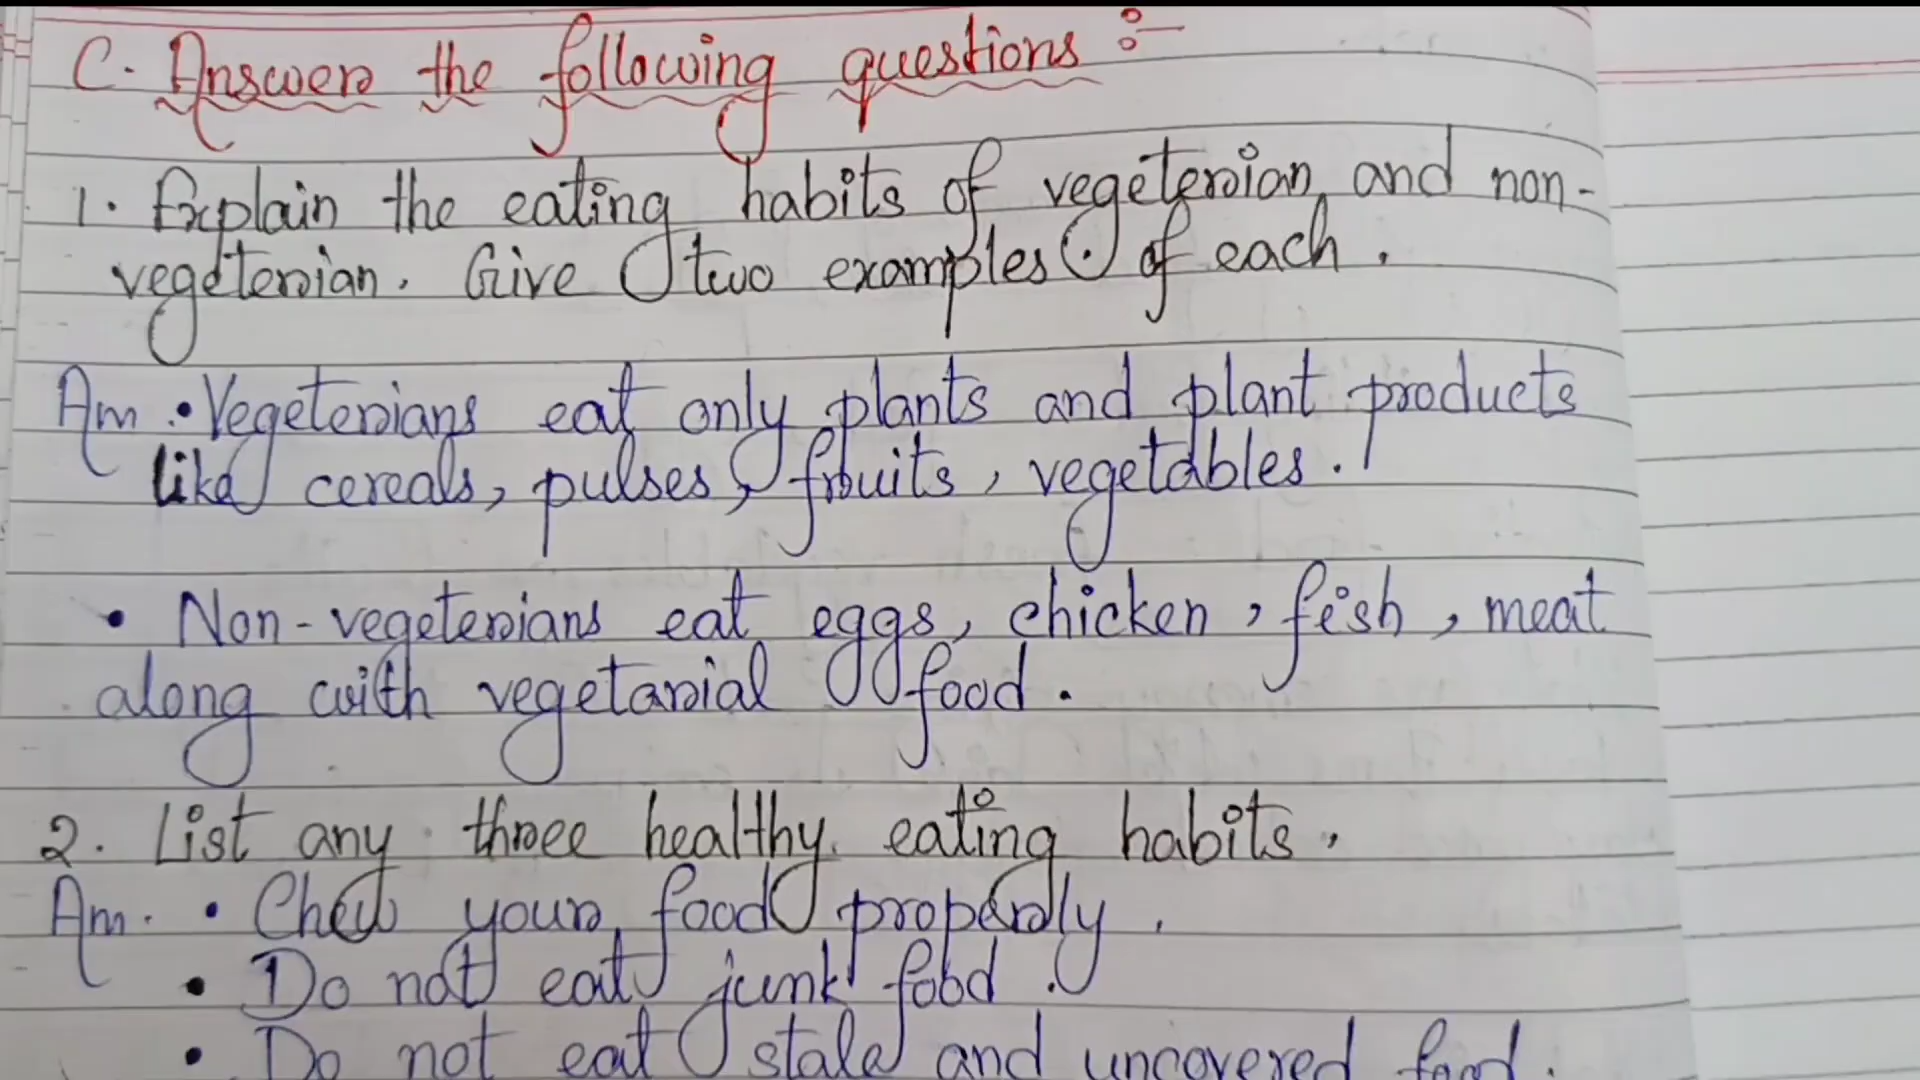 C. Answer the following questions :-
1. Explain the eating habits of vegeterian and non-
vegeterian. Give two examples of each.
Ans. • Vegeterians eat only plants and plant products
like cereals, pulses, fruits, vegetables.
• Non-vegeterians eat eggs, chicken, fish, meat
along with vegetarial food.
2. List any three healthy eating habits.
Ans. • Chew your food properly.
• Do not eat junk food.
• Do not eat stale and uncovered food.